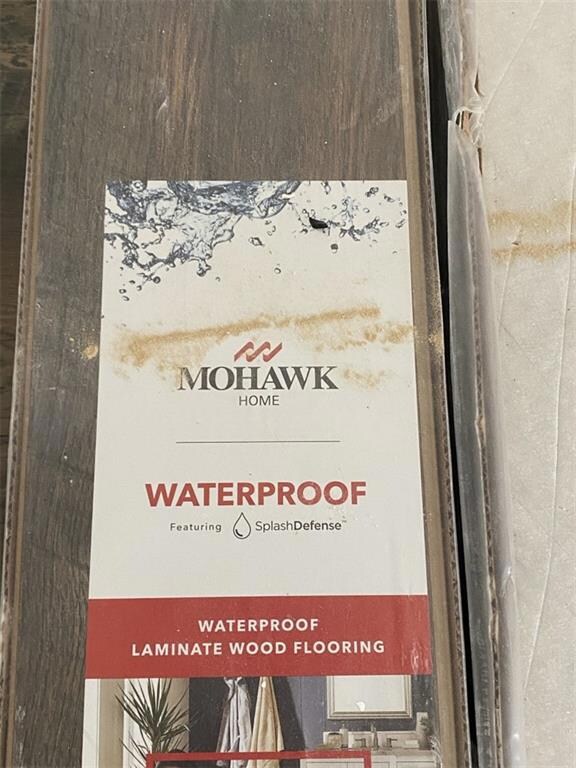 MOHAWK
HOME
WATERPROOF
Featuring SplashDefense™
WATERPROOF
LAMINATE WOOD FLOORING